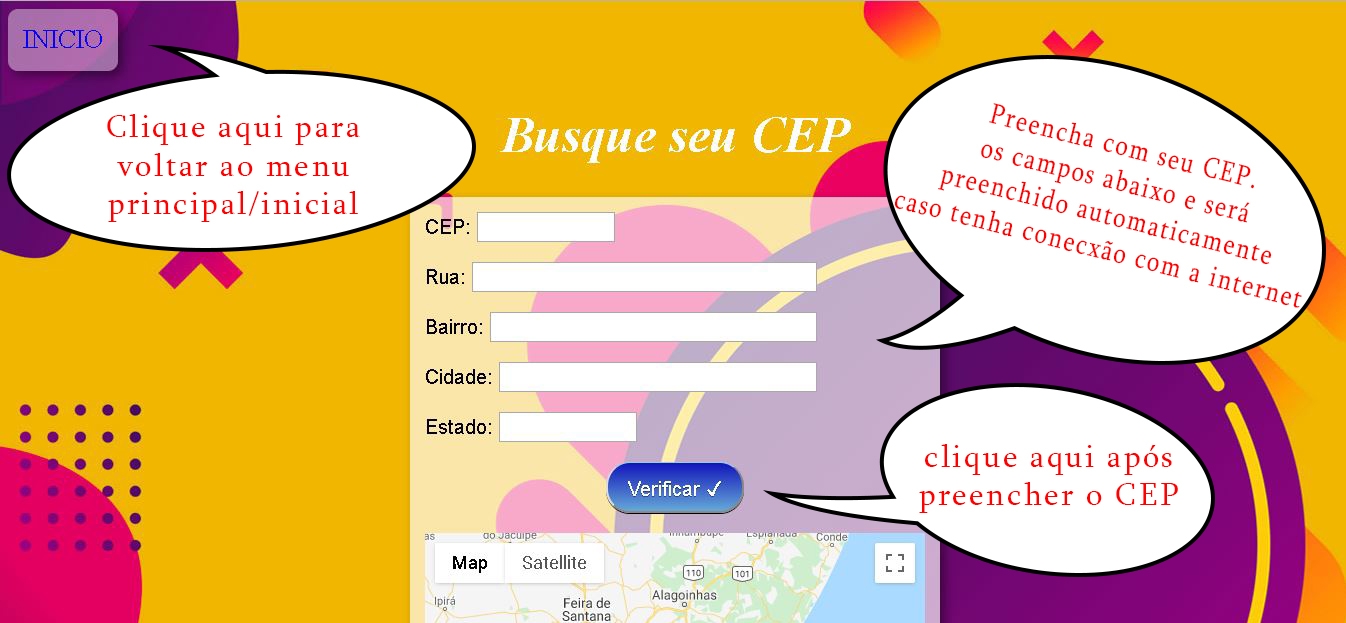 INICIO
Clique aqui para
voltar ao menu
principal/inicial
Busque seu CEP
Preencha com seu CEP.
os campos abaixo e será
preenchido automaticamente
caso tenha conecxão com a internet
CEP:
Rua:
Bairro:
Cidade:
Estado:
Verificar ✓
clique aqui após
preencher o CEP
do Jacuípe
Inhambupe
Esplanada
Conde
Map
Satellite
110
101
Ipirá
Feira de
Santana
Alagoinhas